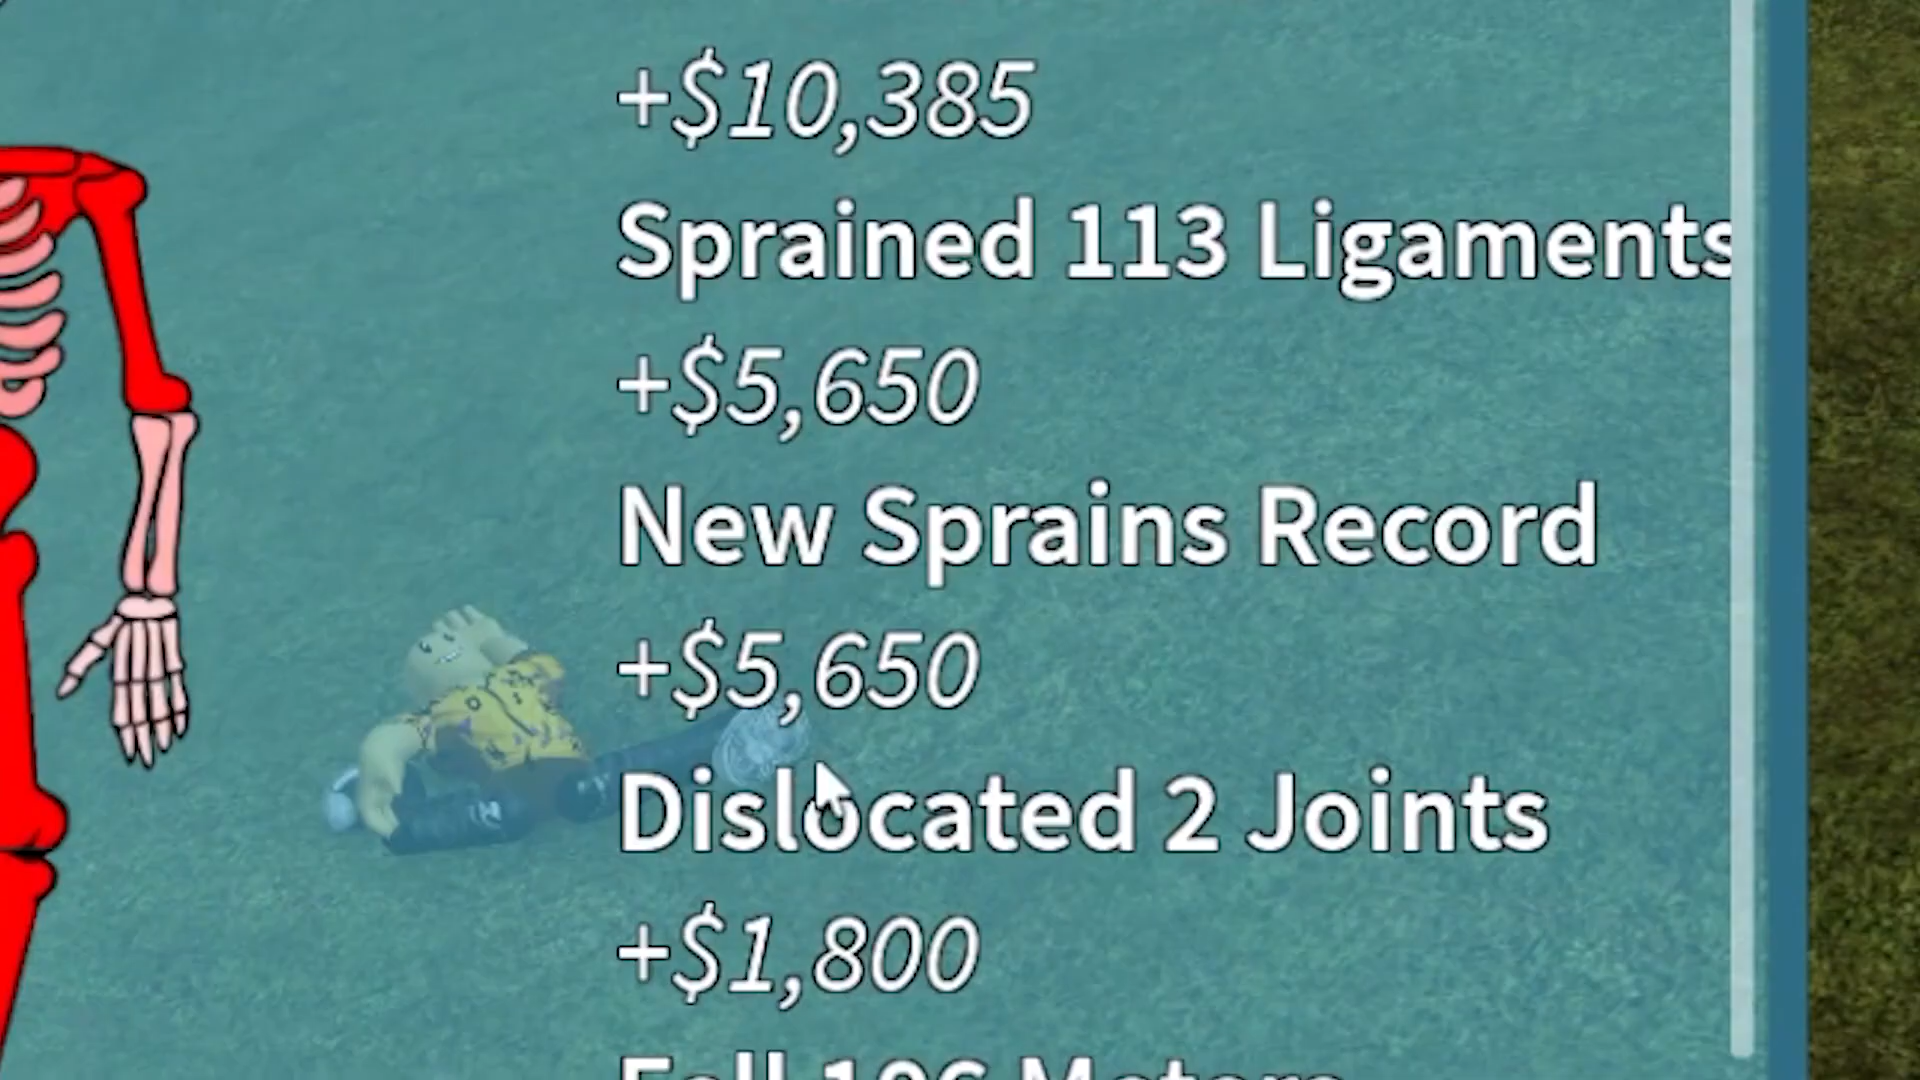 +$10,385
Sprained 113 Ligaments
+$5,650
New Sprains Record
+$5,650
Dislocated 2 Joints
+$1,800